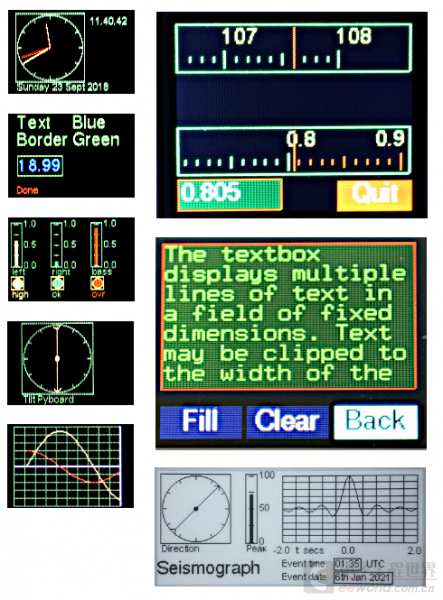 11.40.42
Sunday 23 Sept 2018
Text Blue
Border Green
18.99
Done
1.0 1.0 1.0
0.5 0.5 0.5
0.0 0.0 0.0
left right bass
high ok ovr
Tilt Pyboard
107 108
0.8 0.9
0.805 Quit
The textbox
displays multiple
lines of text in
a field of fixed
dimensions. Text
may be clipped to
the width of the
Fill Clear Back
100
50
0
Direction Peak -2.0 t secs 0.0 2.0
Seismograph
Event time 01:35 UTC
Event date 6th Jan 2021
eeworld.com.cn